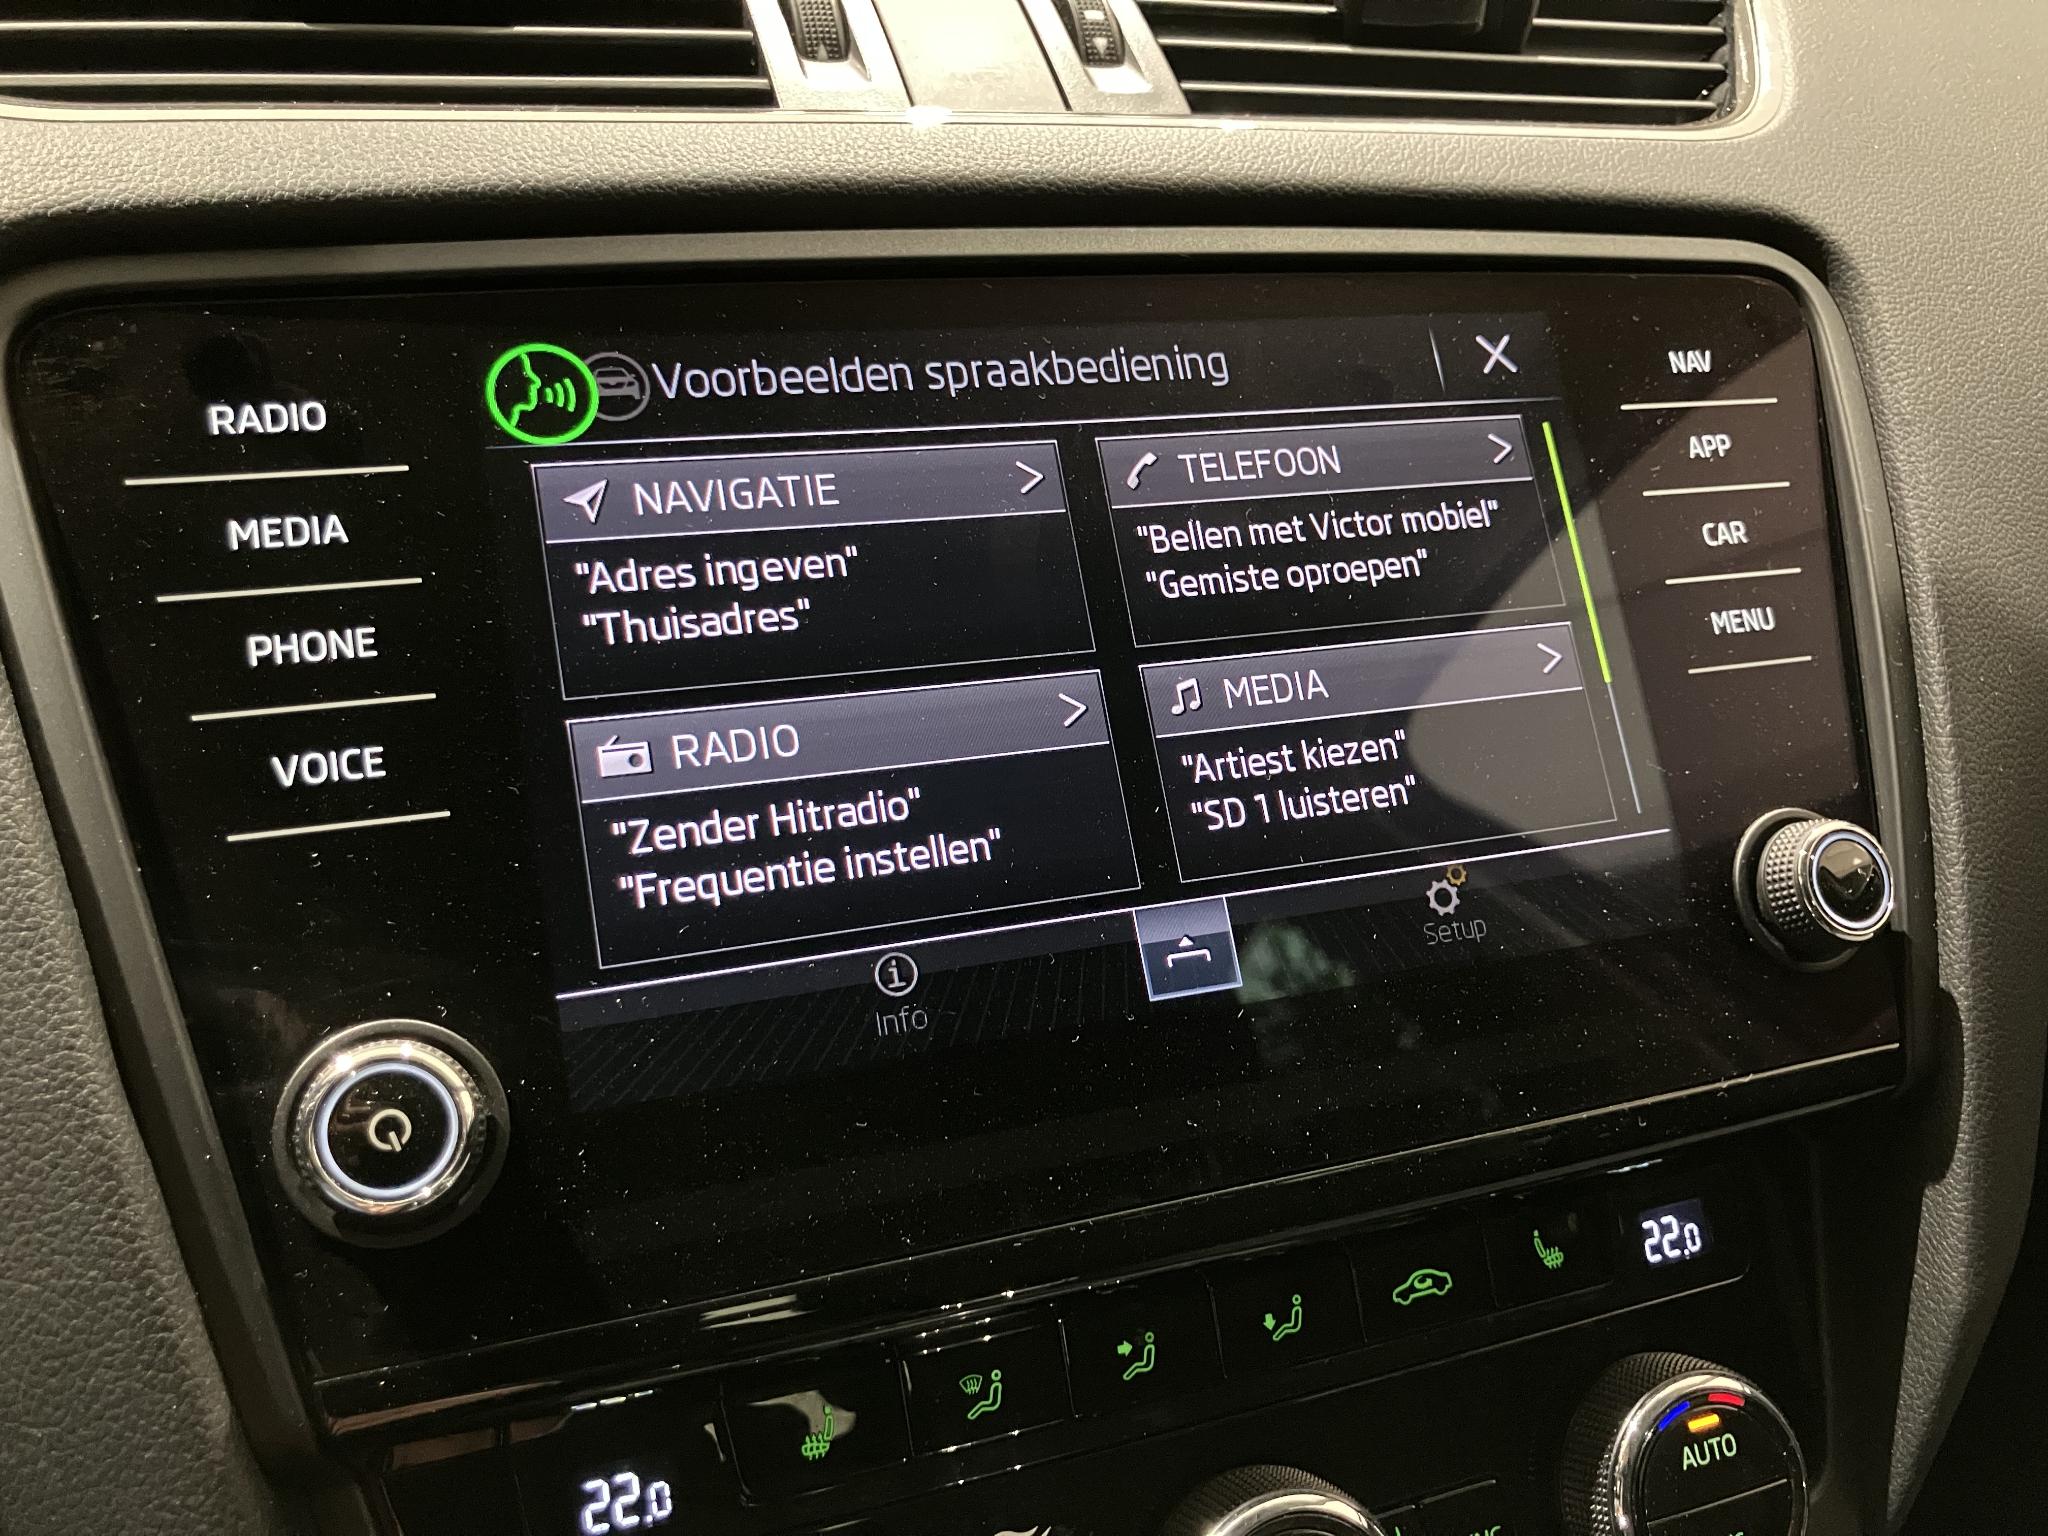 Voorbeelden spraakbediening
RADIO
MEDIA
PHONE
VOICE
NAVIGATIE
"Adres ingeven"
"Thuisadres"
TELEFOON
"Bellen met Victor mobiel"
"Gemiste oproepen"
RADIO
"Zender Hitradio"
"Frequentie instellen"
MEDIA
"Artiest kiezen"
"SD 1 luisteren"
Info
Setup
NAV
APP
CAR
MENU
22.0
22.0
AUTO